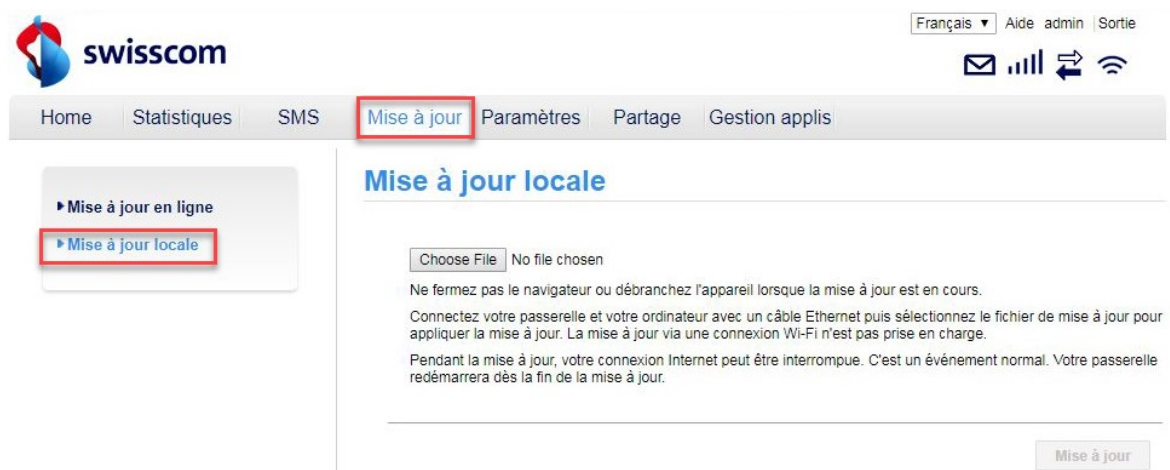 Français ▼ Aide admin Sortie
swisscom
Home Statistiques SMS Mise à jour Paramètres Partage Gestion applis
Mise à jour locale
Mise à jour en ligne
Mise à jour locale
Choose File No file chosen
Ne fermez pas le navigateur ou débranchez l'appareil lorsque la mise à jour est en cours.
Connectez votre passerelle et votre ordinateur avec un câble Ethernet puis sélectionnez le fichier de mise à jour pour
appliquer la mise à jour. La mise à jour via une connexion Wi-Fi n'est pas prise en charge.
Pendant la mise à jour, votre connexion Internet peut être interrompue. C'est un événement normal. Votre passerelle
redémarrera dès la fin de la mise à jour.
Mise à jour